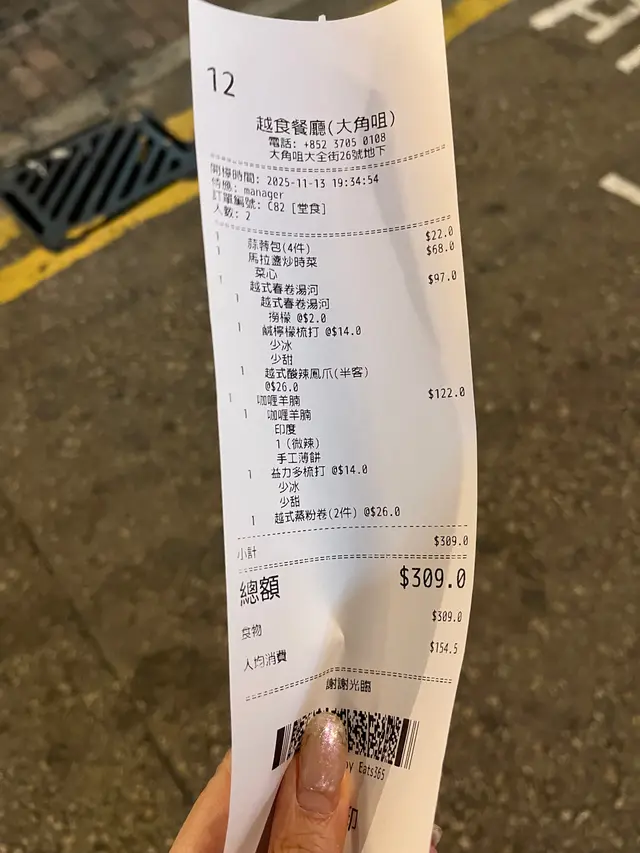 12
越食餐廳(大角咀)
電話: +852 3705 0108
大角咀大全街26號地下
開檯時間: 2025-11-13 19:34:54
侍應: manager
訂單編號: C82 [堂食]
人數: 2
1 蒜蓉包(4件) $22.0
1 馬拉盞炒時菜 $68.0
菜心
1 越式春卷湯河 $97.0
1 越式春卷湯河
撈檬 @$2.0
1 鹹檸檬梳打 @$14.0
少冰
少甜
1 越式酸辣鳳爪(半客)
@$26.0
1 咖喱羊腩 $122.0
1 咖喱羊腩
印度
1 (微辣)
手工薄餅
1 益力多梳打 @$14.0
少冰
少甜
1 越式蒸粉卷(2件) @$26.0
小計 $309.0
總額 $309.0
食物 $309.0
人均消費 $154.5
謝謝光臨
by Eats365
印